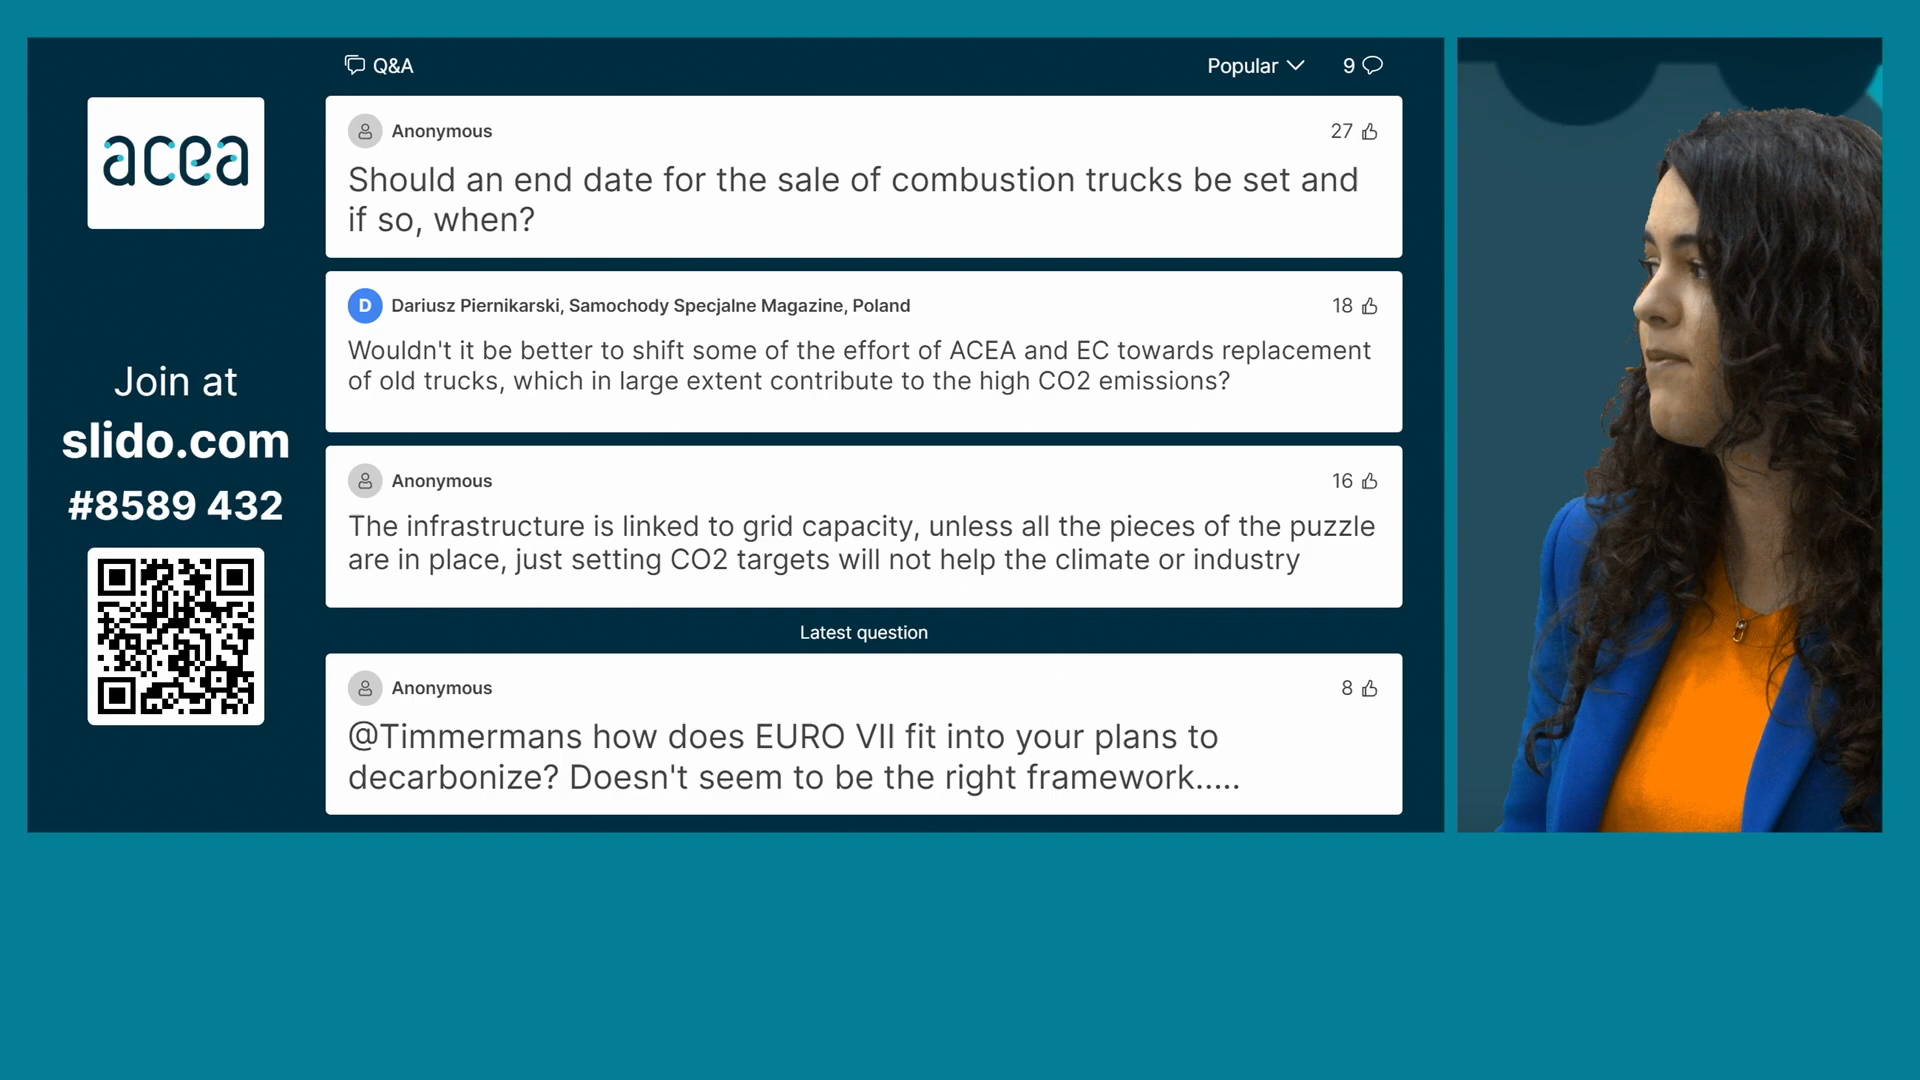 Q&A
Popular
9
acea
Anonymous
27
Should an end date for the sale of combustion trucks be set and
if so, when?
D
Dariusz Piernikarski, Samochody Specjalne Magazine, Poland
18
Wouldn't it be better to shift some of the effort of ACEA and EC towards replacement
of old trucks, which in large extent contribute to the high CO2 emissions?
Join at
slido.com
#8589 432
Anonymous
16
The infrastructure is linked to grid capacity, unless all the pieces of the puzzle
are in place, just setting CO2 targets will not help the climate or industry
Latest question
Anonymous
8
@Timmermans how does EURO VII fit into your plans to
decarbonize? Doesn't seem to be the right framework.....